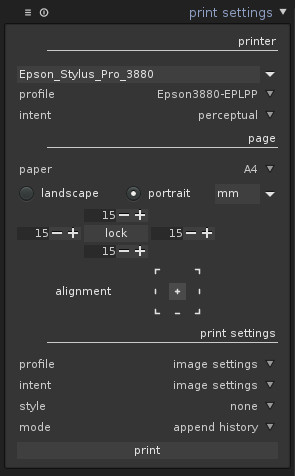 print settings
printer
Epson_Stylus_Pro_3880
profile Epson3880-EPLPP
intent perceptual
page
paper A4
landscape portrait mm
15 − +
15 − + lock 15 − +
15 − +
alignment +
print settings
profile image settings
intent image settings
style none
mode append history
print